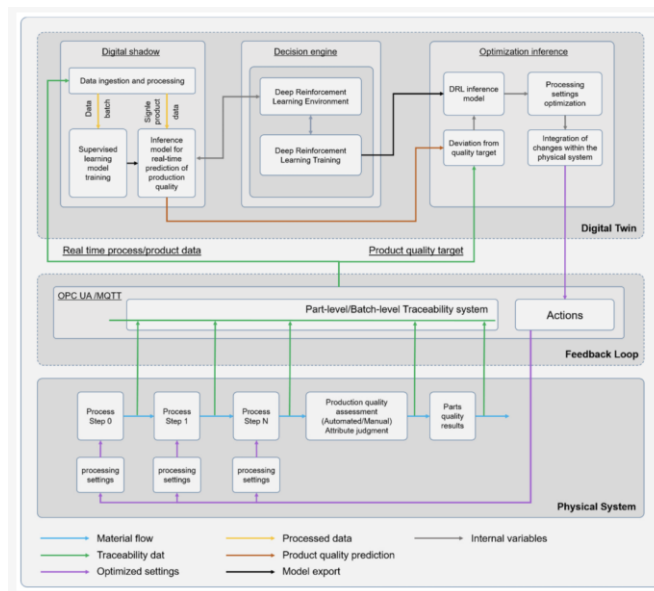 Digital shadow
Decision engine
Optimization inference
Data ingestion and processing
Data
batch
Signle
product
data
Supervised
learning
model
training
Inference
model for
real-time
prediction of
production
quality
Deep Reinforcement
Learning Environment
Deep Reinforcement
Learning Training
DRL inference
model
Processing
settings
optimization
Deviation from
quality target
Integration of
changes within the
physical system
Digital Twin
Real time process/product data
Product quality target
OPC UA /MQTT
Part-level/Batch-level Traceability system
Actions
Feedback Loop
Process
Step 0
Process
Step 1
Process
Step N
Production quality
assessment
(Automated/Manual)
Attribute judgment
Parts
quality
results
processing
settings
processing
settings
processing
settings
Physical System
Material flow
Processed data
Internal variables
Traceability dat
Product quality prediction
Optimized settings
Model export